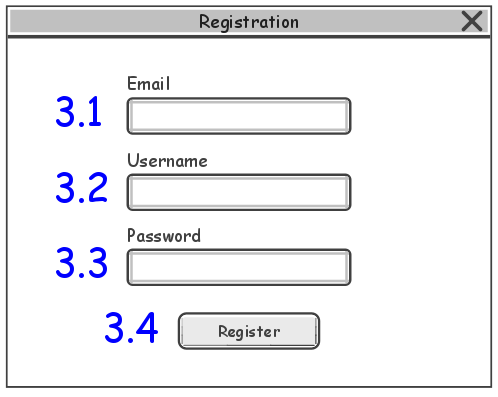 Registration
Email
3.1
Username
3.2
Password
3.3
3.4 Register